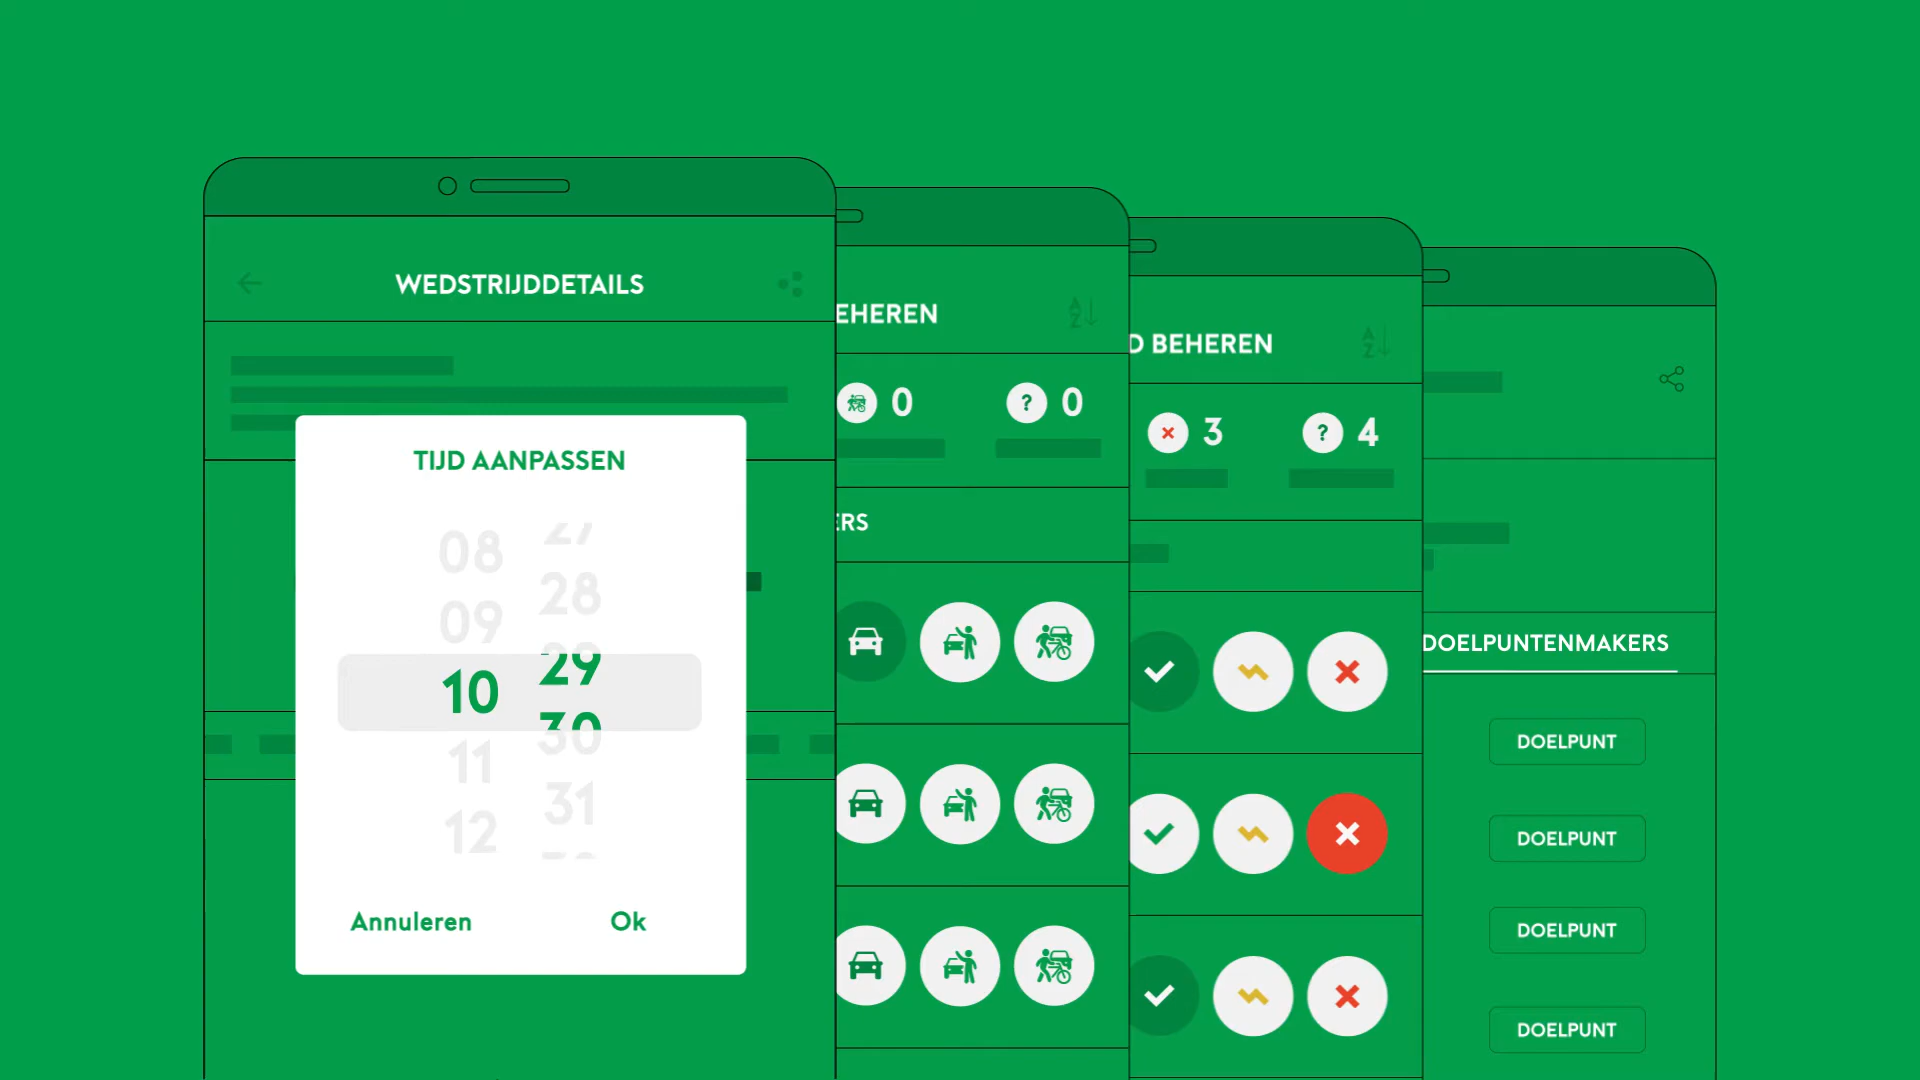 WEDSTRIJDDETAILS
TIJD AANPASSEN
08
09
10
11
12
27
28
29
30
31
Annuleren
Ok
EHEREN
0
? 0
ERS
D BEHEREN
A
Z
3
? 4
DOELPUNTENMAKERS
DOELPUNT
DOELPUNT
DOELPUNT
DOELPUNT